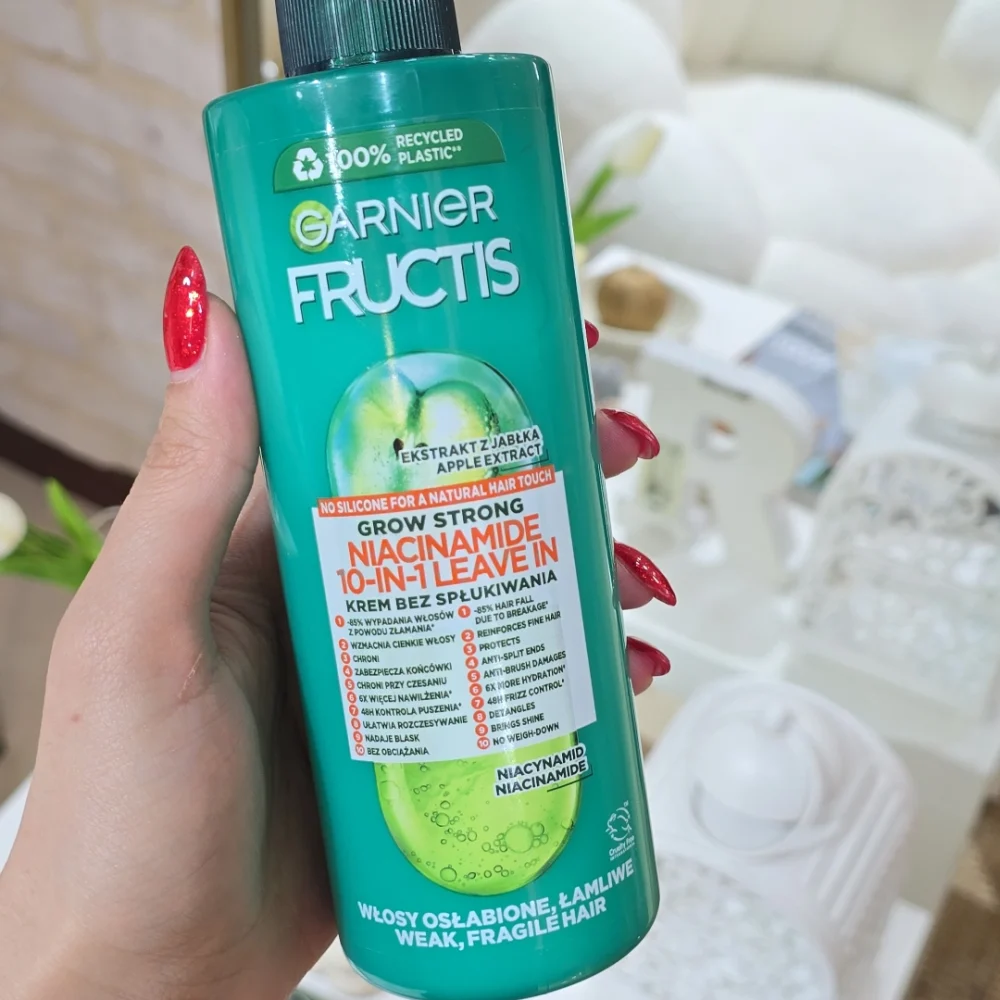 100% RECYCLED
PLASTIC**
GARNIER
FRUCTIS
EKSTRAKT Z JABŁKA
APPLE EXTRACT
NO SILICONE FOR A NATURAL HAIR TOUCH
GROW STRONG
NIACINAMIDE
10-IN-1 LEAVE IN
KREM BEZ SPŁUKIWANIA
1 -85% WYPADANIA WŁOSÓW
Z POWODU ZŁAMANIA*
2 WZMACNIA CIENKIE WŁOSY
3 CHRONI
4 ZABEZPIECZA KOŃCÓWKI
5 CHRONI PRZY CZESANIU
6 6X WIĘCEJ NAWILŻENIA*
7 48H KONTROLA PUSZENIA*
8 UŁATWIA ROZCZESYWANIE
9 NADAJE BLASK
10 BEZ OBCIĄŻANIA
1 -85% HAIR FALL
DUE TO BREAKAGE*
2 REINFORCES FINE HAIR
3 PROTECTS
4 ANTI-SPLIT ENDS
5 ANTI-BRUSH DAMAGES
6 6X MORE HYDRATION*
7 48H FRIZZ CONTROL*
8 DETANGLES
9 BRINGS SHINE
10 NO WEIGH-DOWN
NIACYNAMID
NIACINAMIDE
Cruelty free
WŁOSY OSŁABIONE, ŁAMLIWE
WEAK, FRAGILE HAIR